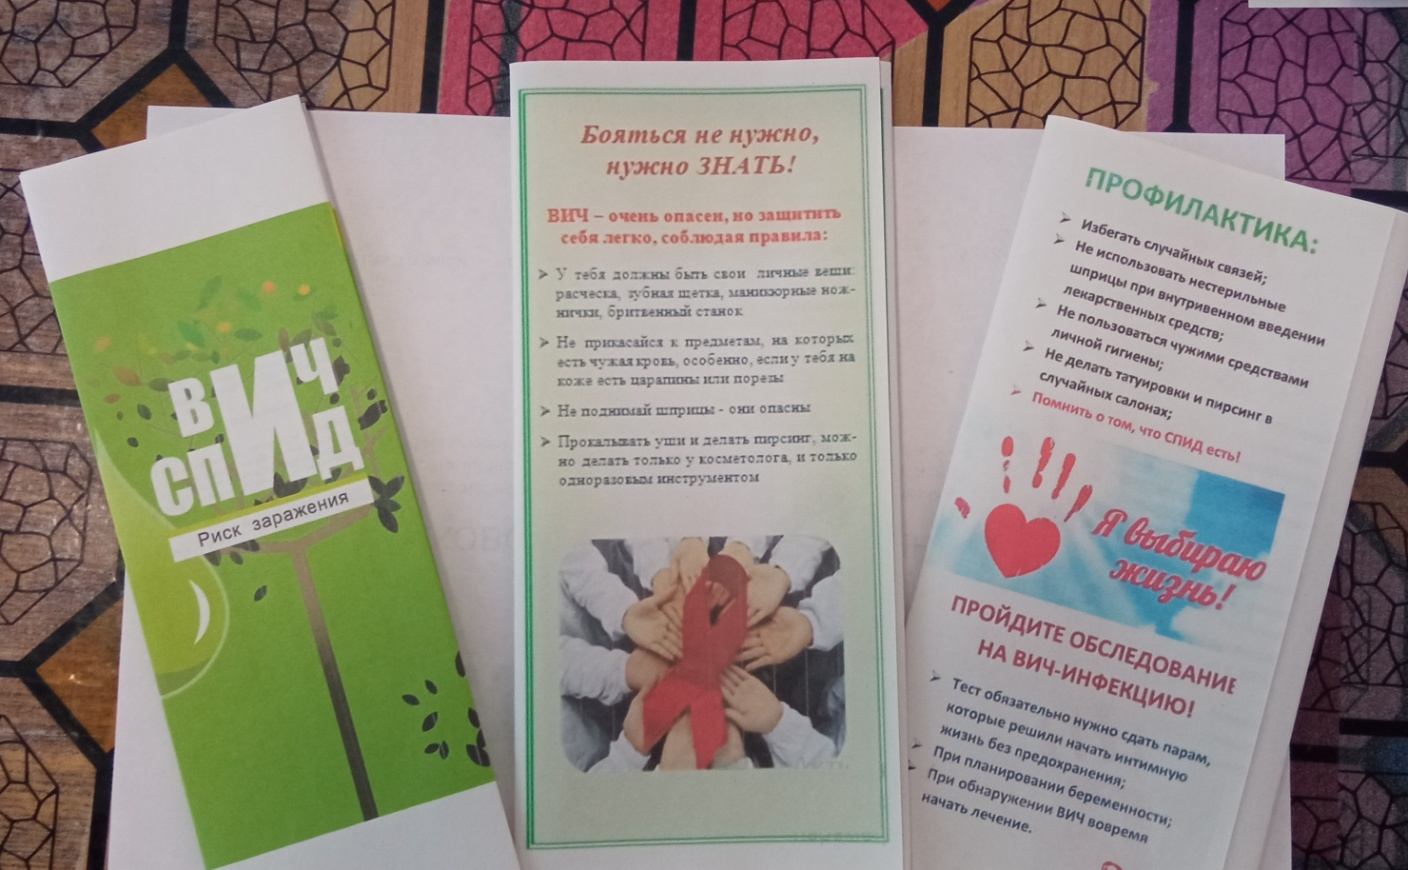 ВИЧ
СПИД
Риск заражения
Бояться не нужно,
нужно ЗНАТЬ!
ВИЧ – очень опасен, но защитить
себя легко, соблюдая правила:
➢ У тебя должны быть свои личные вещи:
расческа, зубная щетка, маникюрные нож-
нички, бритвенный станок
➢ Не прикасайся к предметам, на которых
есть чужая кровь, особенно, если у тебя на
коже есть царапины или порезы
➢ Не поднимай шприцы - они опасны
➢ Прокалывать уши и делать пирсинг, мож-
но делать только у косметолога, и только
одноразовым инструментом
ПРОФИЛАКТИКА:
➢ Избегать случайных связей;
➢ Не использовать нестерильные
шприцы при внутривенном введении
лекарственных средств;
➢ Не пользоваться чужими средствами
личной гигиены;
➢ Не делать татуировки и пирсинг в
случайных салонах;
➢ Помнить о том, что СПИД есть!
Я выбираю
жизнь!
ПРОЙДИТЕ ОБСЛЕДОВАНИЕ
НА ВИЧ-ИНФЕКЦИЮ!
➢ Тест обязательно нужно сдать парам,
которые решили начать интимную
жизнь без предохранения;
➢ При планировании беременности;
➢ При обнаружении ВИЧ вовремя
начать лечение.